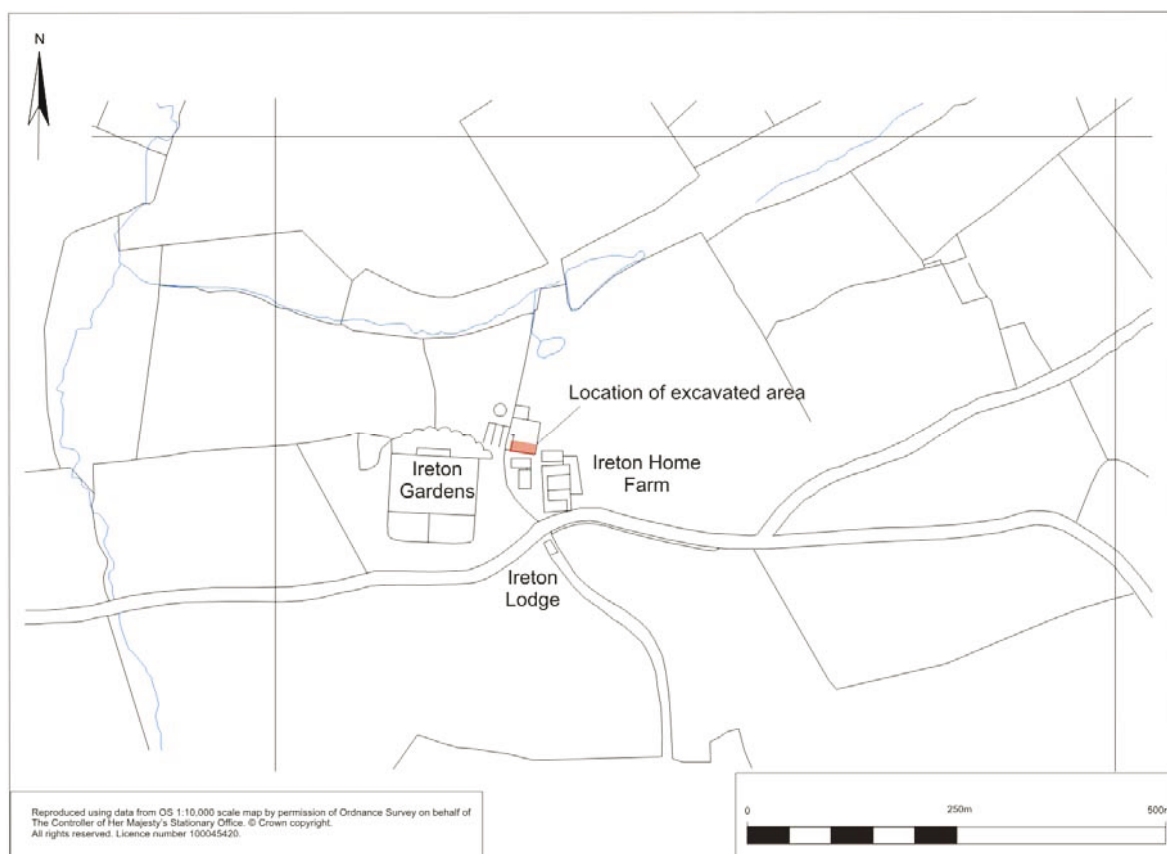 N
Location of excavated area
Ireton
Gardens
Ireton Home
Farm
Ireton
Lodge
Reproduced using data from OS 1:10,000 scale map by permission of Ordnance Survey on behalf of
The Controller of Her Majesty's Stationary Office. © Crown copyright.
All rights reserved. Licence number 100045420.
0 250m 500m